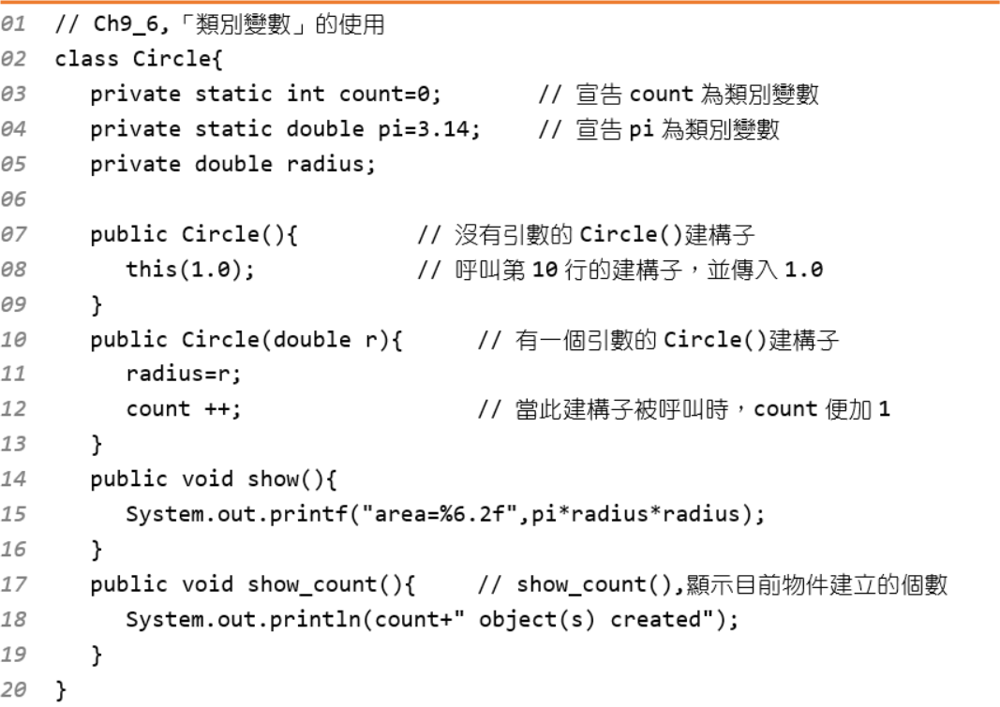 01 // Ch9_6,「類別變數」的使用
02 class Circle{
03 private static int count=0; // 宣告 count 為類別變數
04 private static double pi=3.14; // 宣告 pi 為類別變數
05 private double radius;
06
07 public Circle(){ // 沒有引數的 Circle()建構子
08 this(1.0); // 呼叫第 10 行的建構子，並傳入 1.0
09 }
10 public Circle(double r){ // 有一個引數的 Circle()建構子
11 radius=r;
12 count ++; // 當此建構子被呼叫時，count 便加 1
13 }
14 public void show(){
15 System.out.printf("area=%6.2f",pi*radius*radius);
16 }
17 public void show_count(){ // show_count(),顯示目前物件建立的個數
18 System.out.println(count+" object(s) created");
19 }
20 }